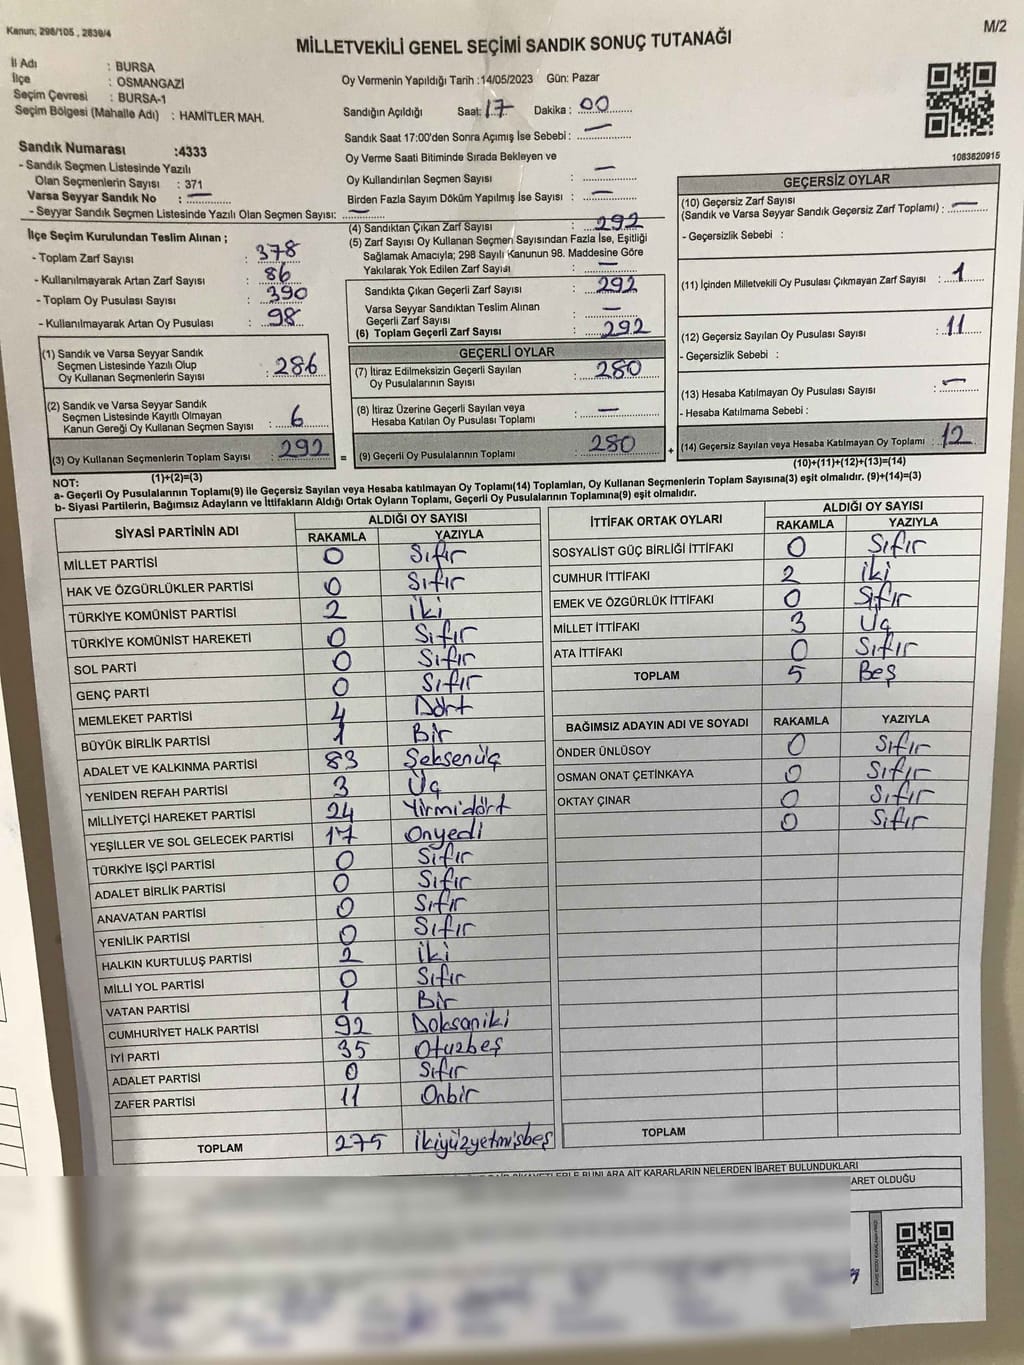 Kanun; 298/105 , 2839/4
M/2
MİLLETVEKİLİ GENEL SEÇİMİ SANDIK SONUÇ TUTANAĞI
İl Adı : BURSA
İlçe : OSMANGAZİ
Seçim Çevresi : BURSA-1
Seçim Bölgesi (Mahalle Adı) : HAMİTLER MAH.
Sandık Numarası :4333
- Sandık Seçmen Listesinde Yazılı
Olan Seçmenlerin Sayısı : 371
Varsa Seyyar Sandık No : —
- Seyyar Sandık Seçmen Listesinde Yazılı Olan Seçmen Sayısı: —
Oy Vermenin Yapıldığı Tarih :14/05/2023 Gün: Pazar
Sandığın Açıldığı Saat: 17 Dakika : 00
Sandık Saat 17:00'den Sonra Açımış İse Sebebi : —
Oy Verme Saati Bitiminde Sırada Bekleyen ve
Oy Kullandırılan Seçmen Sayısı : —
Birden Fazla Sayım Döküm Yapılmış İse Sayısı : —
1083820915
İlçe Seçim Kurulundan Teslim Alınan ;
- Toplam Zarf Sayısı : 378
- Kullanılmayarak Artan Zarf Sayısı : 86
- Toplam Oy Pusulası Sayısı : 390
- Kullanılmayarak Artan Oy Pusulası : 98
(4) Sandıktan Çıkan Zarf Sayısı : 292
(5) Zarf Sayısı Oy Kullanan Seçmen Sayısından Fazla İse, Eşitliği
Sağlamak Amacıyla; 298 Sayılı Kanunun 98. Maddesine Göre
Yakılarak Yok Edilen Zarf Sayısı : —
Sandıkta Çıkan Geçerli Zarf Sayısı : 292
Varsa Seyyar Sandıktan Teslim Alınan
Geçerli Zarf Sayısı : —
(6) Toplam Geçerli Zarf Sayısı : 292
GEÇERSİZ OYLAR
(10) Geçersiz Zarf Sayısı
(Sandık ve Varsa Seyyar Sandık Geçersiz Zarf Toplamı) : —
- Geçersizlik Sebebi :
(11) İçinden Milletvekili Oy Pusulası Çıkmayan Zarf Sayısı : 1
(12) Geçersiz Sayılan Oy Pusulası Sayısı : 11
- Geçersizlik Sebebi :
(13) Hesaba Katılmayan Oy Pusulası Sayısı : —
- Hesaba Katılmama Sebebi :
(14) Geçersiz Sayılan veya Hesaba Katılmayan Oy Toplamı : 12
(10)+(11)+(12)+(13)=(14)
(1) Sandık ve Varsa Seyyar Sandık
Seçmen Listesinde Yazılı Olup
Oy Kullanan Seçmenlerin Sayısı : 286
(2) Sandık ve Varsa Seyyar Sandık
Seçmen Listesinde Kayıtlı Olmayan
Kanun Gereği Oy Kullanan Seçmen Sayısı : 6
(3) Oy Kullanan Seçmenlerin Toplam Sayısı : 292 =
(1)+(2)=(3)
GEÇERLİ OYLAR
(7) İtiraz Edilmeksizin Geçerli Sayılan
Oy Pusulalarının Sayısı : 280
(8) İtiraz Üzerine Geçerli Sayılan veya
Hesaba Katılan Oy Pusulası Toplamı : —
(9) Geçerli Oy Pusulalarının Toplamı : 280 +
NOT:
a- Geçerli Oy Pusulalarının Toplamı(9) ile Geçersiz Sayılan veya Hesaba katılmayan Oy Toplamı(14) Toplamları, Oy Kullanan Seçmenlerin Toplam Sayısına(3) eşit olmalıdır. (9)+(14)=(3)
b- Siyasi Partilerin, Bağımsız Adayların ve İttifakların Aldığı Ortak Oyların Toplamı, Geçerli Oy Pusulalarının Toplamına(9) eşit olmalıdır.
SİYASİ PARTİNİN ADI ALDIĞI OY SAYISI
RAKAMLA YAZIYLA
MİLLET PARTİSİ 0 Sıfır
HAK VE ÖZGÜRLÜKLER PARTİSİ 0 Sıfır
TÜRKİYE KOMÜNİST PARTİSİ 2 İki
TÜRKİYE KOMÜNİST HAREKETİ 0 Sıfır
SOL PARTİ 0 Sıfır
GENÇ PARTİ 0 Sıfır
MEMLEKET PARTİSİ 4 Dört
BÜYÜK BİRLİK PARTİSİ 1 Bir
ADALET VE KALKINMA PARTİSİ 83 Şeksenüç
YENİDEN REFAH PARTİSİ 3 Üç
MİLLİYETÇİ HAREKET PARTİSİ 24 Yirmidört
YEŞİLLER VE SOL GELECEK PARTİSİ 17 Onyedi
TÜRKİYE İŞÇİ PARTİSİ 0 Sıfır
ADALET BİRLİK PARTİSİ 0 Sıfır
ANAVATAN PARTİSİ 0 Sıfır
YENİLİK PARTİSİ 0 Sıfır
HALKIN KURTULUŞ PARTİSİ 2 İki
MİLLİ YOL PARTİSİ 0 Sıfır
VATAN PARTİSİ 1 Bir
CUMHURİYET HALK PARTİSİ 92 Doksaniki
İYİ PARTİ 35 Otuzbeş
ADALET PARTİSİ 0 Sıfır
ZAFER PARTİSİ 11 Onbir
TOPLAM 275 İkiyüzyetmişbeş
İTTİFAK ORTAK OYLARI ALDIĞI OY SAYISI
RAKAMLA YAZIYLA
SOSYALİST GÜÇ BİRLİĞİ İTTİFAKI 0 Sıfır
CUMHUR İTTİFAKI 2 İki
EMEK VE ÖZGÜRLÜK İTTİFAKI 0 Sıfır
MİLLET İTTİFAKI 3 Üç
ATA İTTİFAKI 0 Sıfır
TOPLAM 5 Beş
BAĞIMSIZ ADAYIN ADI VE SOYADI RAKAMLA YAZIYLA
ÖNDER ÜNLÜSOY 0 Sıfır
OSMAN ONAT ÇETİNKAYA 0 Sıfır
OKTAY ÇINAR 0 Sıfır
0 Sıfır
TOPLAM
BUNLARA AİT KARARLARIN NELERDEN İBARET BULUNDUKLARI
OLDUĞU